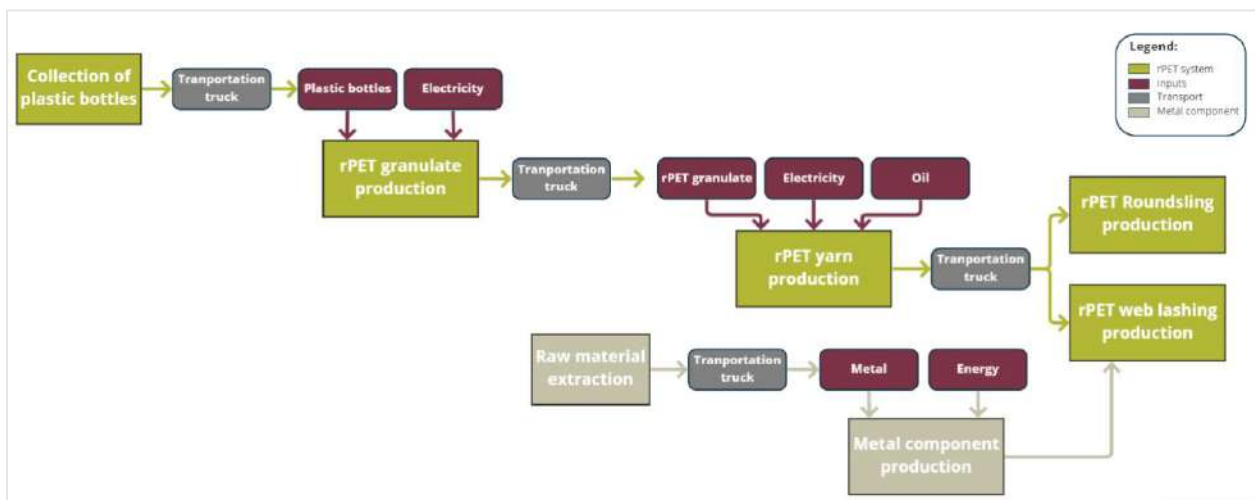 Legend:
rPET system
Inputs
Transport
Metal component
Collection of
plastic bottles
Tranportation
truck
Plastic bottles
Electricity
rPET granulate
production
Tranportation
truck
rPET granulate
Electricity
Oil
rPET yarn
production
Tranportation
truck
rPET Roundsling
production
rPET web lashing
production
Raw material
extraction
Tranportation
truck
Metal
Energy
Metal component
production